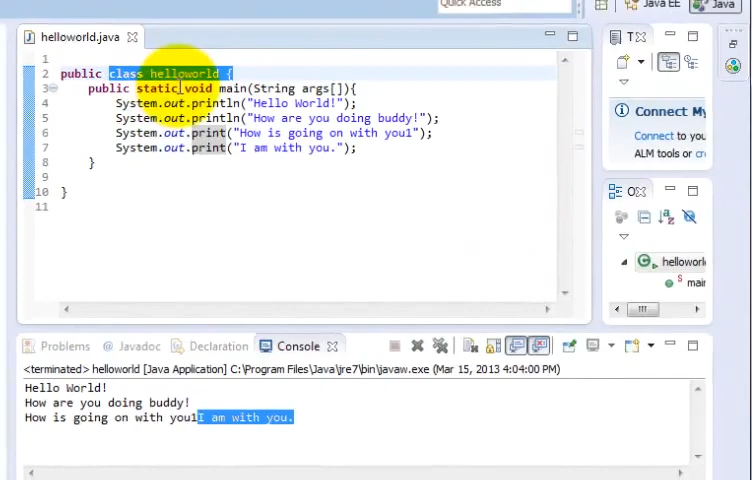 Quick Access
Java EE
Java
helloworld.java
T
1
2 public class helloworld {
3 public static void main(String args[]){
4 System.out.println("Hello World!");
5 System.out.println("How are you doing buddy!");
6 System.out.print("How is going on with you1");
7 System.out.print("I am with you.");
8 }
9
10 }
11
Connect My
Connect to you
ALM tools or cr
O
hellowor
mai
Problems @ Javadoc Declaration Console
<terminated> helloworld [Java Application] C:\Program Files\Java\jre7\bin\javaw.exe (Mar 15, 2013 4:04:00 PM)
Hello World!
How are you doing buddy!
How is going on with you1I am with you.